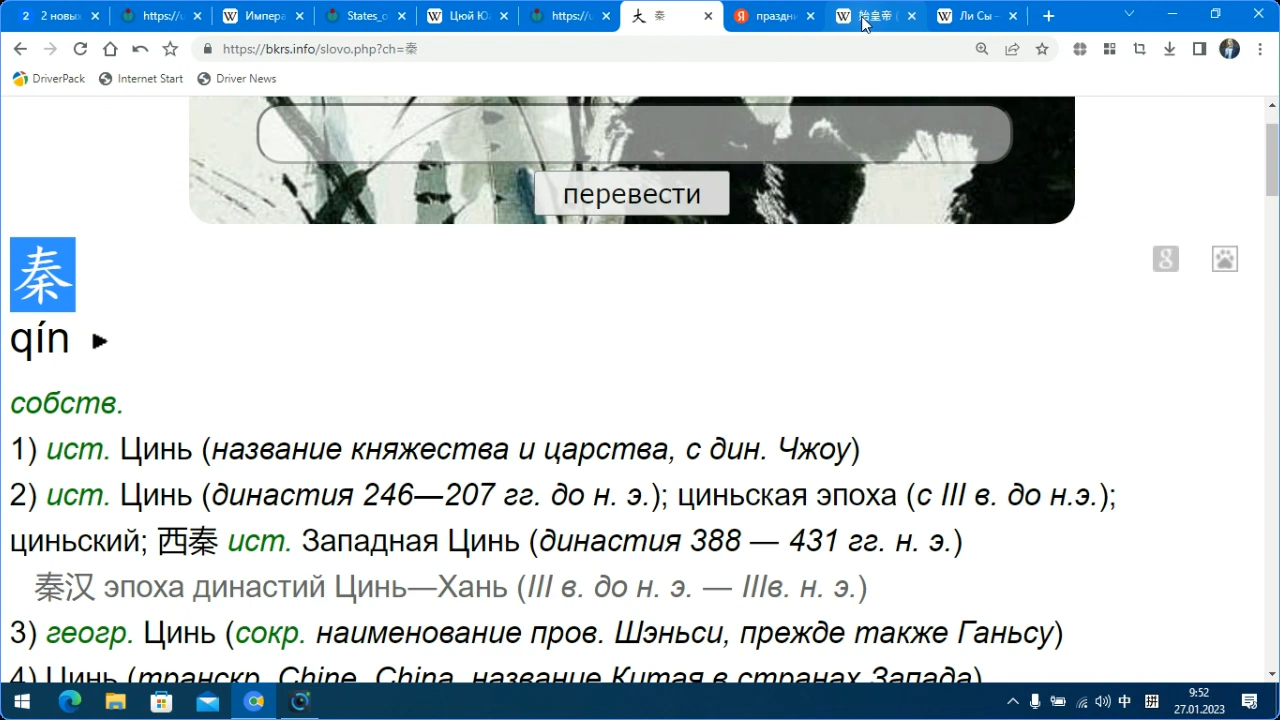 2 новых
https://
Импера
States_o
Цюй Ю
https://
秦
праздн
始皇帝 (
Ли Сы –
https://bkrs.info/slovo.php?ch=秦
DriverPack
Internet Start
Driver News
перевести
秦
qín
собств.
1) ист. Цинь (название княжества и царства, с дин. Чжоу)
2) ист. Цинь (династия 246—207 гг. до н. э.); циньская эпоха (с III в. до н.э.);
циньский; 西秦 ист. Западная Цинь (династия 388 — 431 гг. н. э.)
秦汉 эпоха династий Цинь—Хань (III в. до н. э. — IIIв. н. э.)
3) геогр. Цинь (сокр. наименование пров. Шэньси, прежде также Ганьсу)
4) Цинь (транскр. Chine, China, название Китая в странах Запада)
中
拼
9:52
27.01.2023